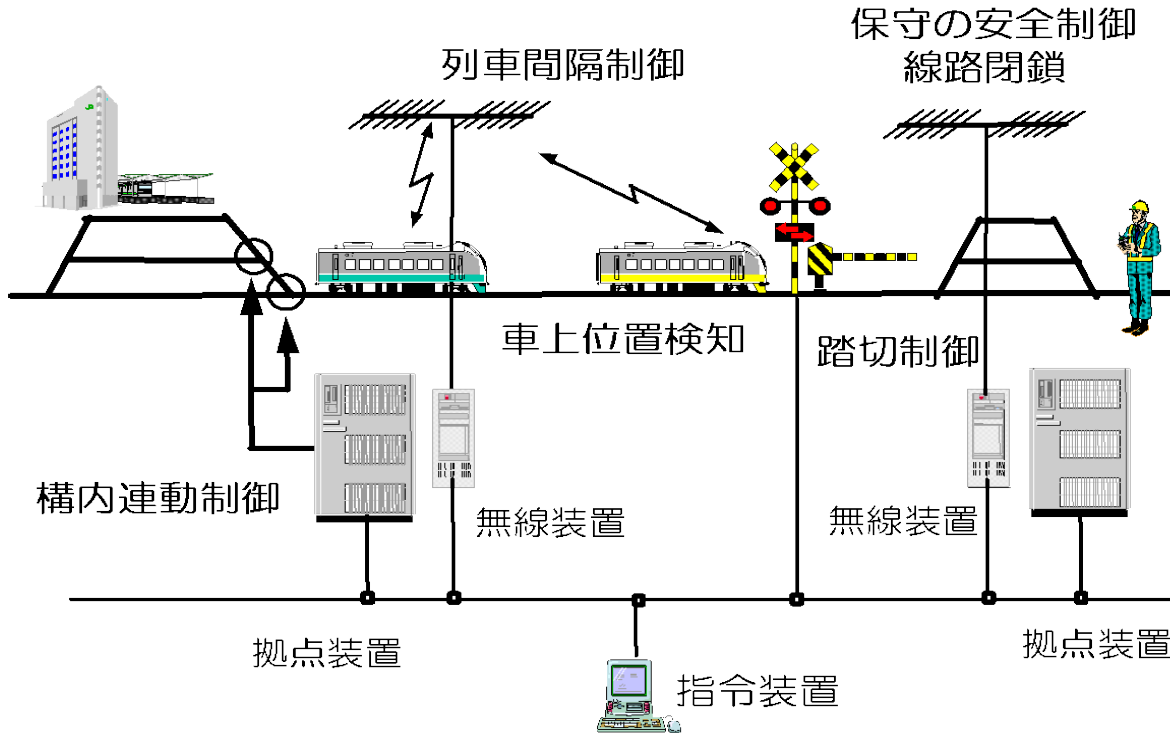 保守の安全制御
線路閉鎖
列車間隔制御
車上位置検知
踏切制御
構内連動制御
無線装置
無線装置
拠点装置
拠点装置
指令装置